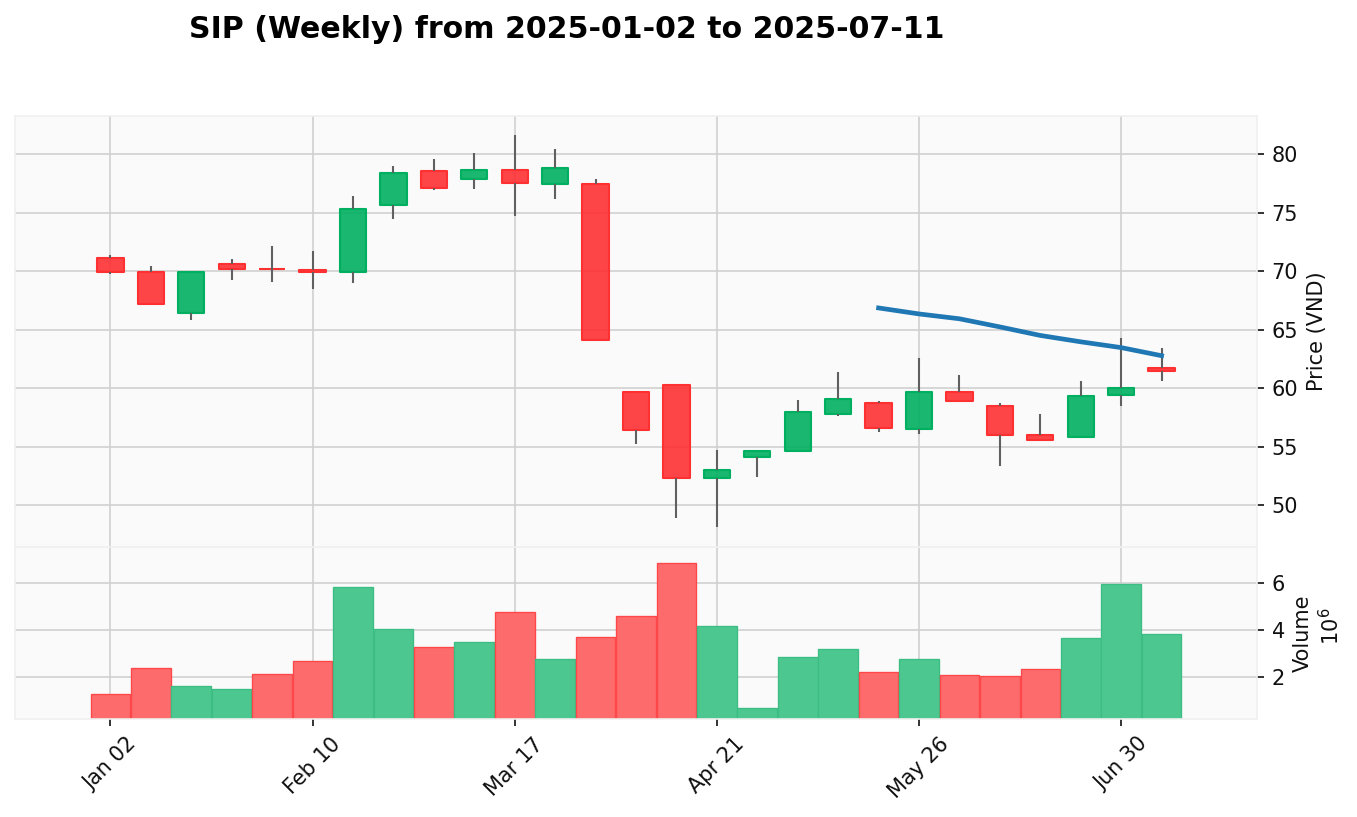 SIP (Weekly) from 2025-01-02 to 2025-07-11
80
75
70
65
60
55
50
Price (VND)
6
4
2
Volume
10⁶
Jan 02
Feb 10
Mar 17
Apr 21
May 26
Jun 30